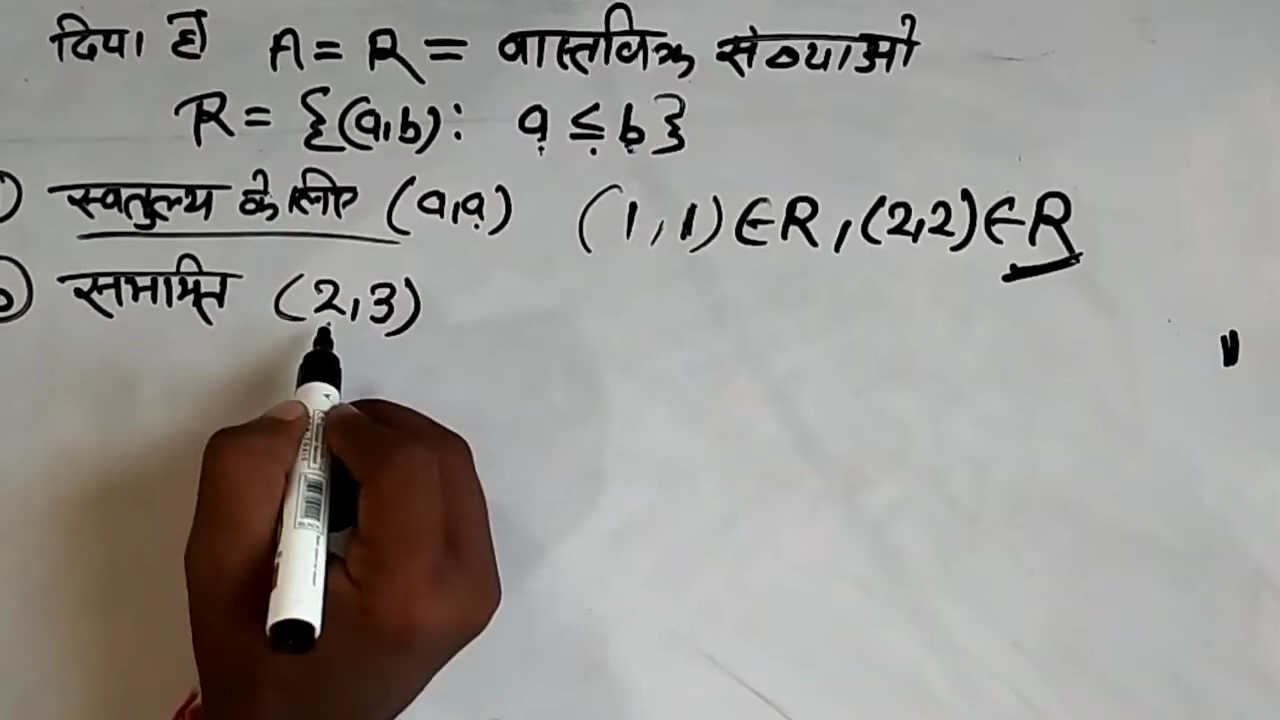 दिया है A = R = वास्तविक संख्याओ
R = {(a,b): a ≤ b}
स्वतुल्य के लिए (a,a) (1,1)∈R, (2,2)∈R
सममित (2,3)